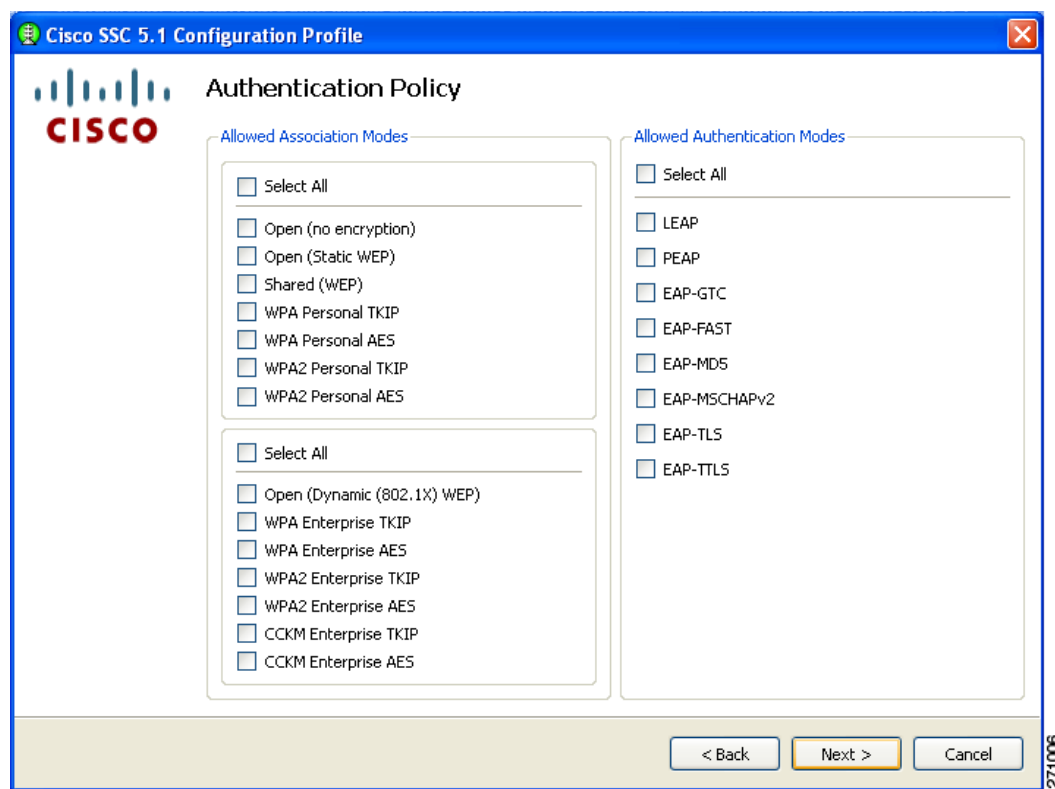 Cisco SSC 5.1 Configuration Profile
CISCO
Authentication Policy
Allowed Association Modes
Select All
Open (no encryption)
Open (Static WEP)
Shared (WEP)
WPA Personal TKIP
WPA Personal AES
WPA2 Personal TKIP
WPA2 Personal AES
Select All
Open (Dynamic (802.1X) WEP)
WPA Enterprise TKIP
WPA Enterprise AES
WPA2 Enterprise TKIP
WPA2 Enterprise AES
CCKM Enterprise TKIP
CCKM Enterprise AES
Allowed Authentication Modes
Select All
LEAP
PEAP
EAP-GTC
EAP-FAST
EAP-MD5
EAP-MSCHAPv2
EAP-TLS
EAP-TTLS
< Back
Next >
Cancel
271006